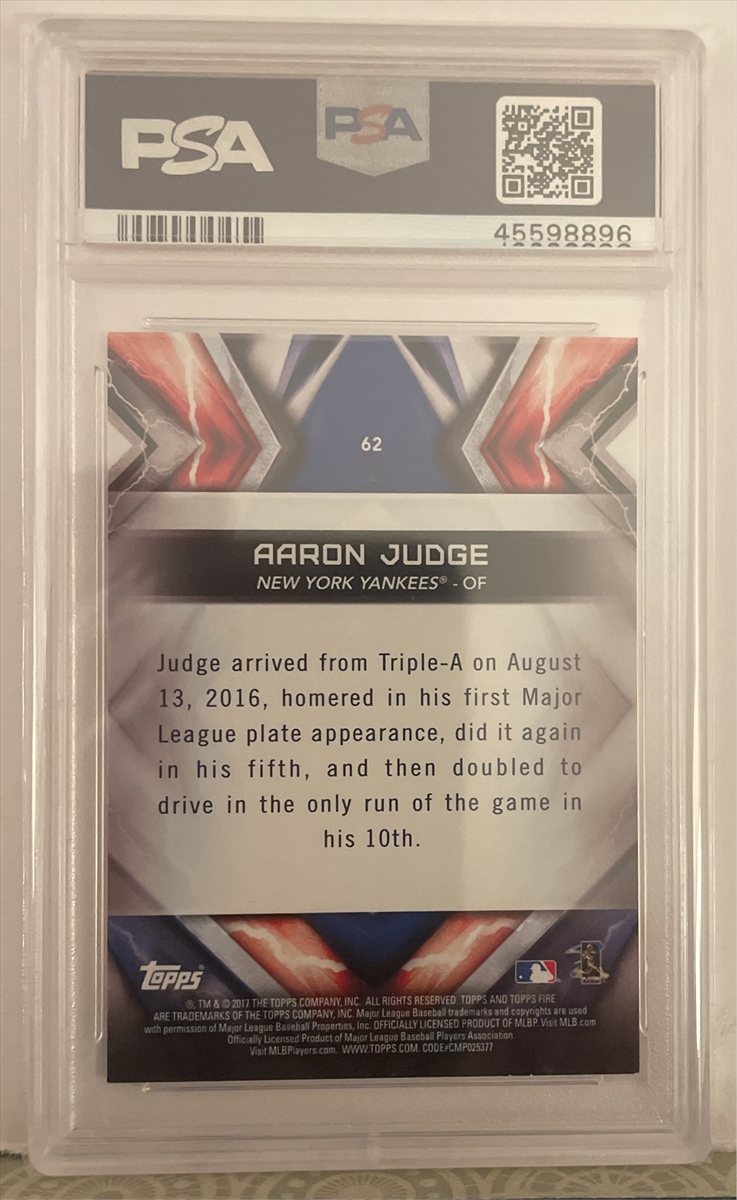 PSA
PSA
45598896
62
AARON JUDGE
NEW YORK YANKEES® - OF
Judge arrived from Triple-A on August
13, 2016, homered in his first Major
League plate appearance, did it again
in his fifth, and then doubled to
drive in the only run of the game in
his 10th.
Topps®
®, TM & © 2017 THE TOPPS COMPANY, INC. ALL RIGHTS RESERVED. TOPPS AND TOPPS FIRE
ARE TRADEMARKS OF THE TOPPS COMPANY, INC. Major League Baseball trademarks and copyrights are used
with permission of Major League Baseball Properties, Inc. OFFICIALLY LICENSED PRODUCT OF MLBP. Visit MLB.com
Officially Licensed Product of Major League Baseball Players Association.
Visit MLBPlayers.com. WWW.TOPPS.COM. CODE#CMP025377